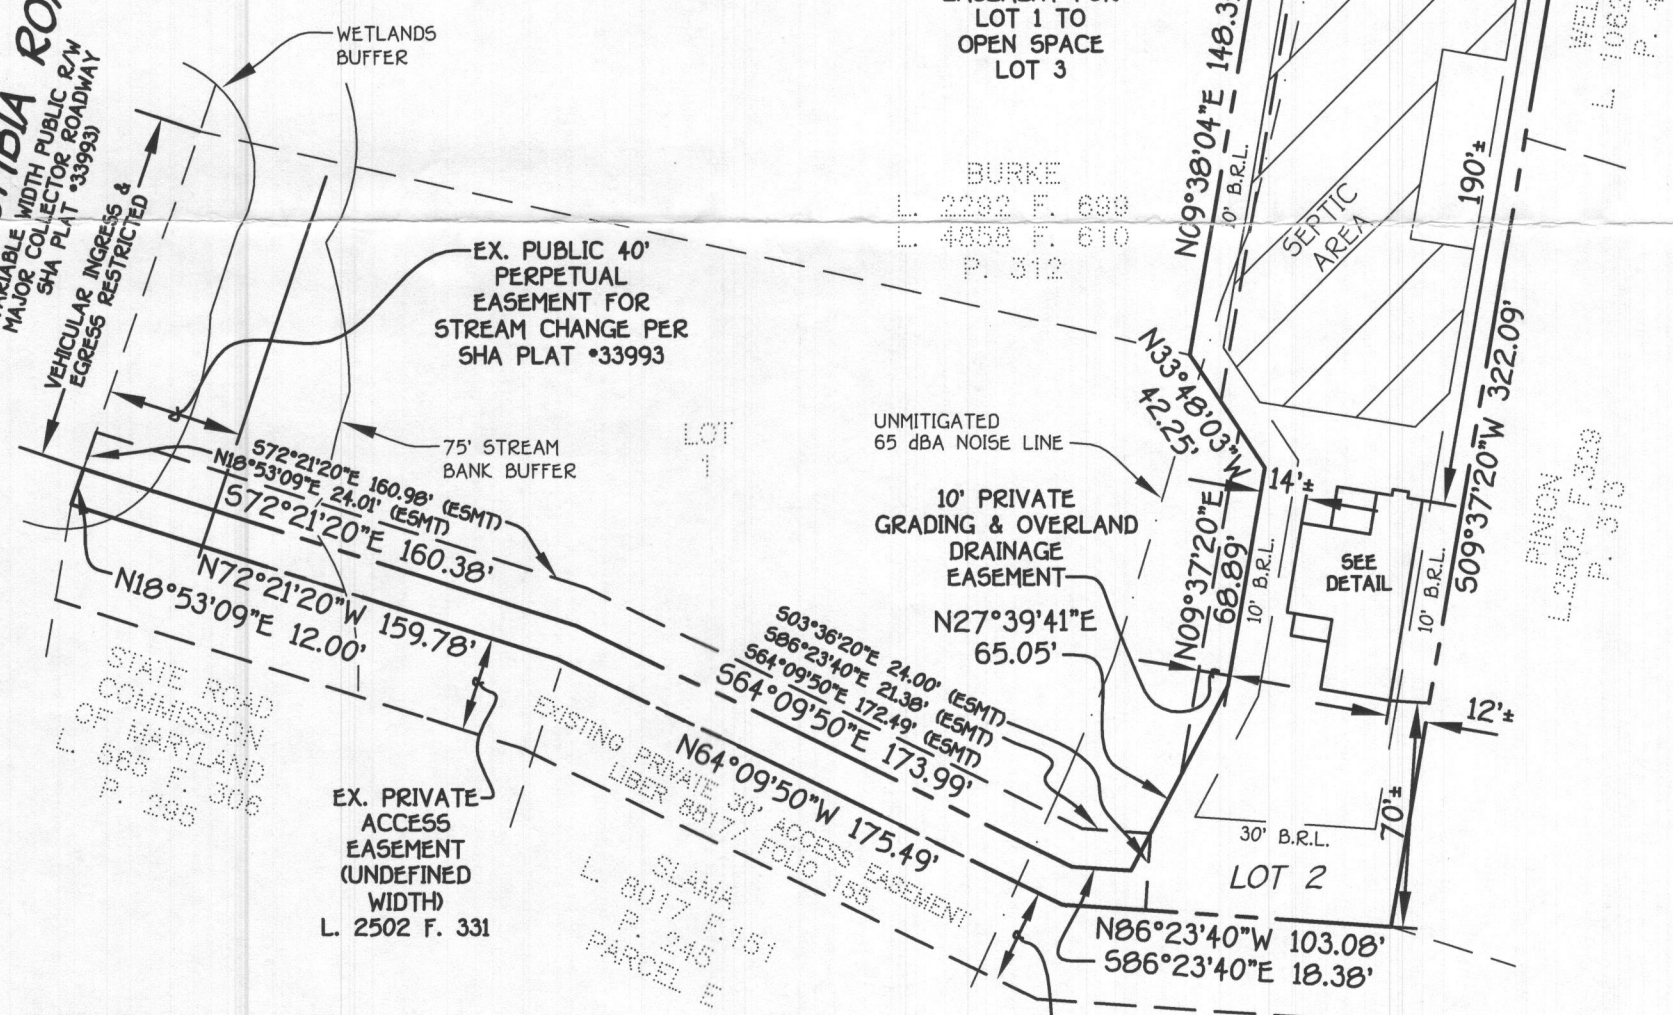 WETLANDS
BUFFER
VARIABLE WIDTH PUBLIC R/W
MAJOR COLLECTOR ROADWAY
SHA PLAT #33993)
VEHICULAR INGRESS &
EGRESS RESTRICTED
LOT 1 TO
OPEN SPACE
LOT 3
N09°38'04"E
10' B.R.L.
SEPTIC
AREA
190'±
BURKE
L. 2292 F. 699
L. 4858 F. 610
P. 312
EX. PUBLIC 40'
PERPETUAL
EASEMENT FOR
STREAM CHANGE PER
SHA PLAT #33993
75' STREAM
BANK BUFFER
LOT
1
UNMITIGATED
65 dBA NOISE LINE
N33°48'03"W
42.25'
14'±
S09°37'20"W 322.09'
PINION
L.2502 F.329
P. 313
S72°21'20"E 160.98' (ESMT)
N18°53'09"E 24.01' (ESMT)
S72°21'20"E 160.38'
N72°21'20"W 159.78'
N18°53'09"E 12.00'
10' PRIVATE
GRADING & OVERLAND
DRAINAGE
EASEMENT
N27°39'41"E
65.05'
N09°37'20"E
68.89'
10' B.R.L.
SEE
DETAIL
10' B.R.L.
12'±
70'±
30' B.R.L.
LOT 2
S03°36'20"E 24.00' (ESMT)
S86°23'40"E 21.38' (ESMT)
S64°09'50"E 172.49' (ESMT)
S64°09'50"E 173.99'
N64°09'50"W 175.49'
STATE ROAD
COMMISSION
OF MARYLAND
L. 565 F. 306
P. 285
EX. PRIVATE
ACCESS
EASEMENT
(UNDEFINED
WIDTH)
L. 2502 F. 331
EXISTING PRIVATE 30' ACCESS EASEMENT
LIBER 8817/ FOLIO 155
SLAMA
L. 8017 F.151
P. 245
PARCEL E
N86°23'40"W 103.08'
S86°23'40"E 18.38'